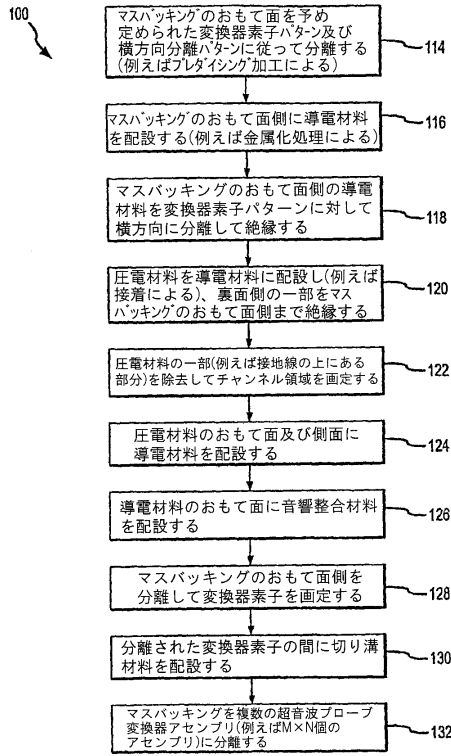 100
マスバッキングのおもて面を予め
定められた変換器素子パターン及び
横方向分離パターンに従って分離する
(例えばプレダイシング加工による)
114
マスバッキングのおもて面側に導電材料
を配設する(例えば金属化処理による)
116
マスバッキングのおもて面側の導電
材料を変換器素子パターンに対して
横方向に分離して絶縁する
118
圧電材料を導電材料に配設し(例えば
接着による)、裏面側の一部をマス
バッキングのおもて面側まで絶縁する
120
圧電材料の一部(例えば接地線の上にある
部分)を除去してチャンネル領域を画定する
122
圧電材料のおもて面及び側面に
導電材料を配設する
124
導電材料のおもて面に音響整合材料
を配設する
126
マスバッキングのおもて面側を
分離して変換器素子を画定する
128
分離された変換器素子の間に切り溝
材料を配設する
130
マスバッキングを複数の超音波プローブ
変換器アセンブリ(例えばM×N個の
アセンブリ)に分離する
132